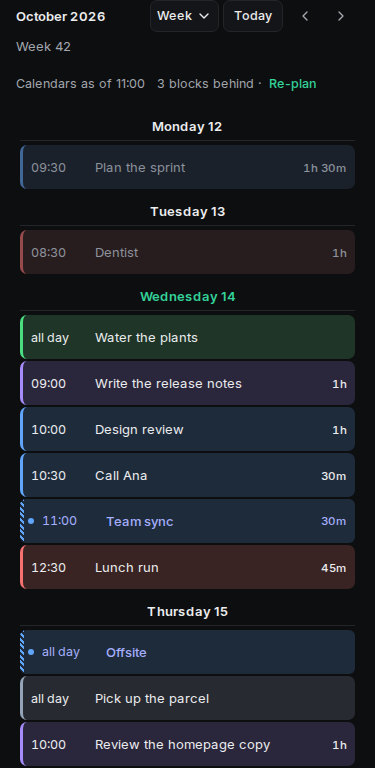 October 2026 Week Today
Week 42
Calendars as of 11:00 3 blocks behind · Re-plan
Monday 12
09:30 Plan the sprint 1h 30m
Tuesday 13
08:30 Dentist 1h
Wednesday 14
all day Water the plants
09:00 Write the release notes 1h
10:00 Design review 1h
10:30 Call Ana 30m
11:00 Team sync 30m
12:30 Lunch run 45m
Thursday 15
all day Offsite
all day Pick up the parcel
10:00 Review the homepage copy 1h